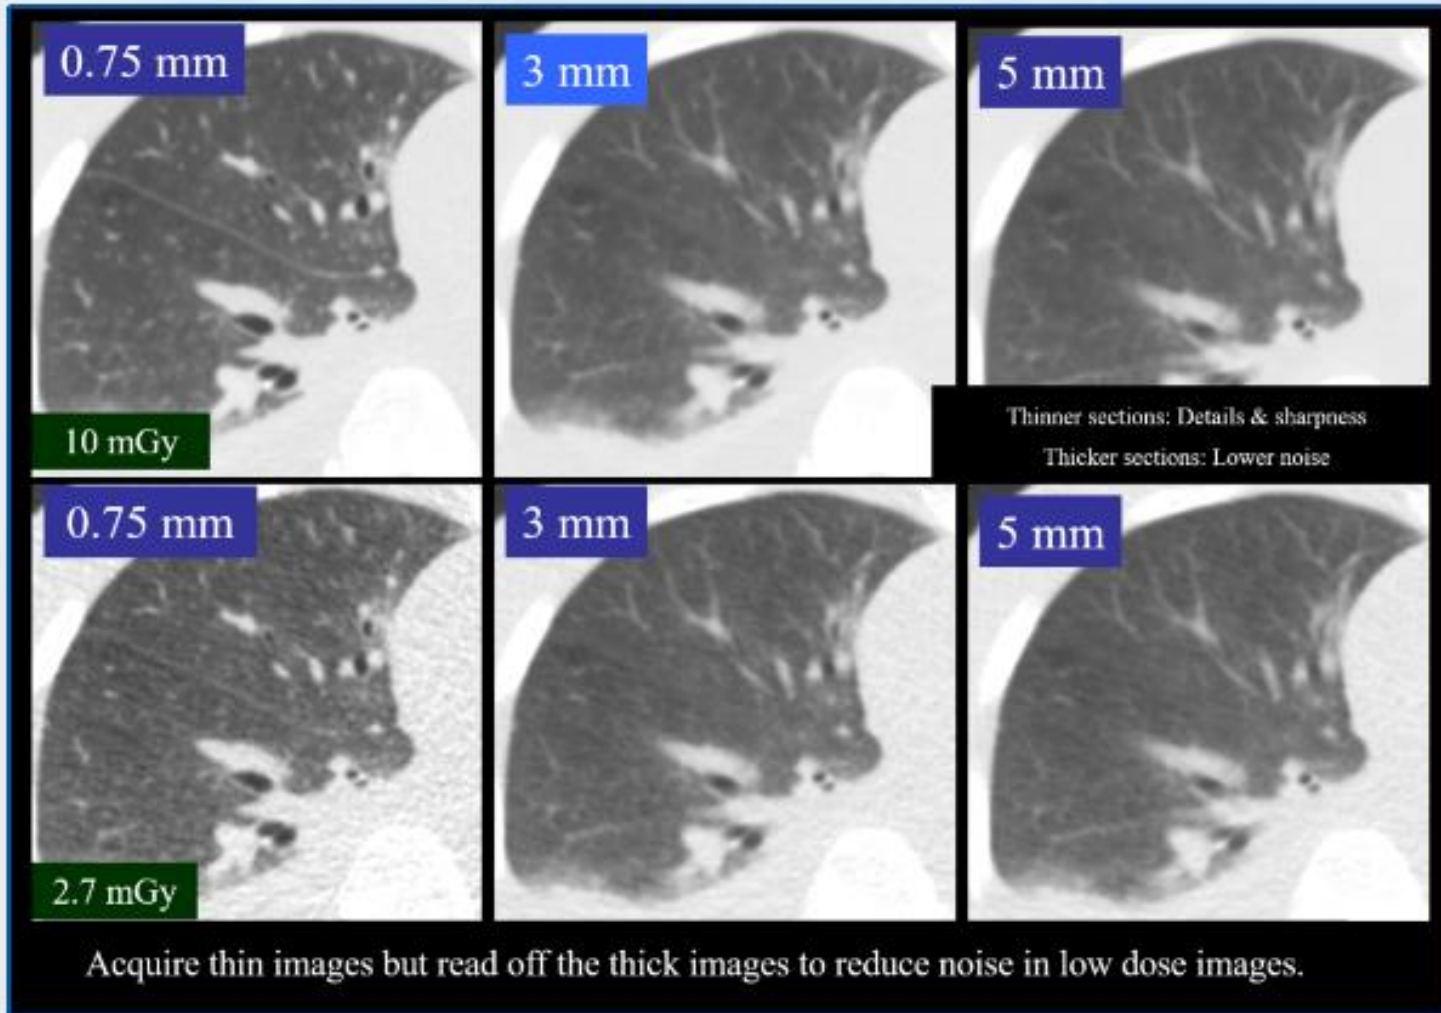 0.75 mm
3 mm
5 mm
10 mGy
Thinner sections: Details & sharpness
Thicker sections: Lower noise
0.75 mm
3 mm
5 mm
2.7 mGy
Acquire thin images but read off the thick images to reduce noise in low dose images.